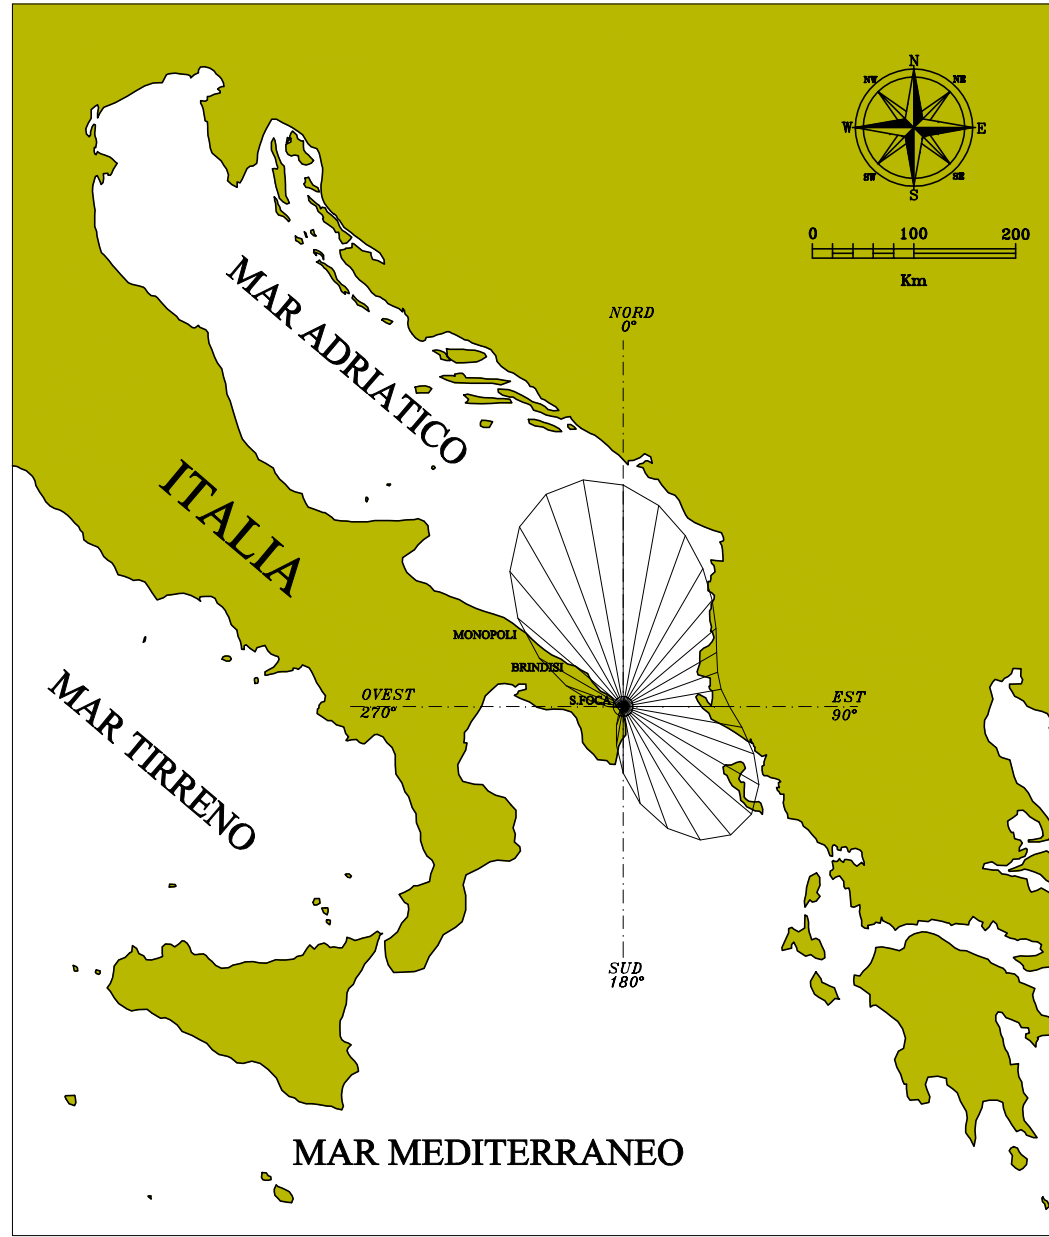 N
NW
NE
W
E
SW
SE
S
0 100 200
Km
MAR ADRIATICO
NORD
0°
ITALIA
MONOPOLI
BRINDISI
S.FOCA
OVEST
270°
EST
90°
MAR TIRRENO
SUD
180°
MAR MEDITERRANEO